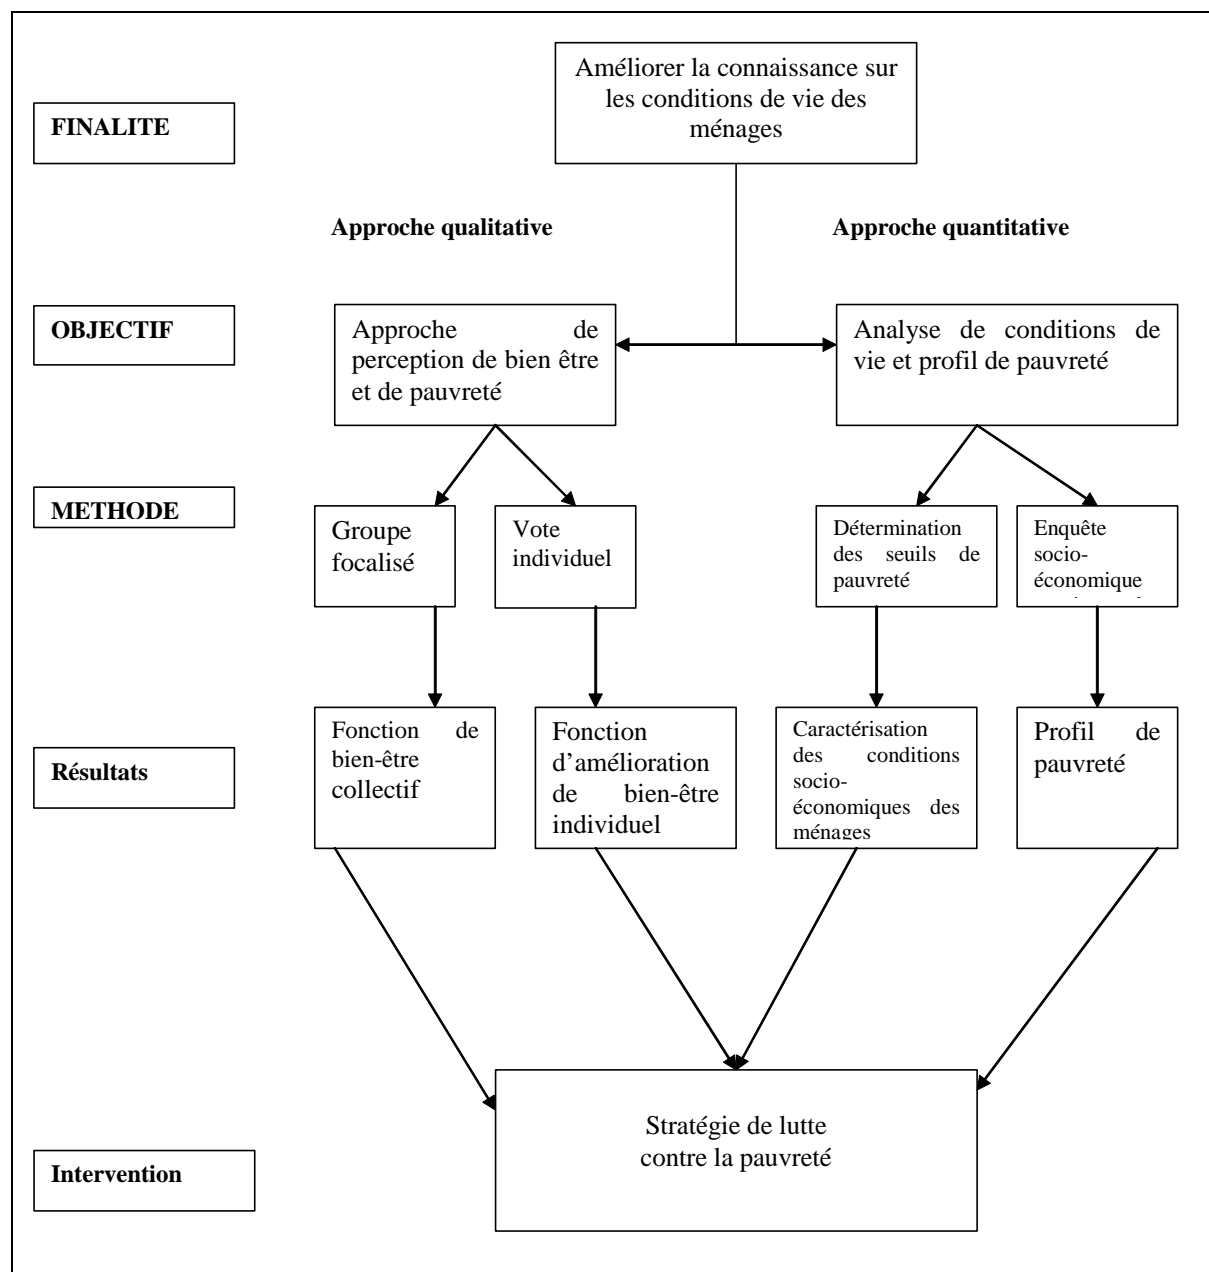 Améliorer la connaissance sur
les conditions de vie des
ménages
FINALITE
Approche qualitative
Approche quantitative
OBJECTIF
Approche de
perception de bien être
et de pauvreté
Analyse de conditions de
vie et profil de pauvreté
METHODE
Groupe
focalisé
Vote
individuel
Détermination
des seuils de
pauvreté
Enquête
socio-
économique
Résultats
Fonction de
bien-être
collectif
Fonction
d’amélioration
de bien-être
individuel
Caractérisation
des conditions
socio-
économiques des
ménages
Profil de
pauvreté
Stratégie de lutte
contre la pauvreté
Intervention